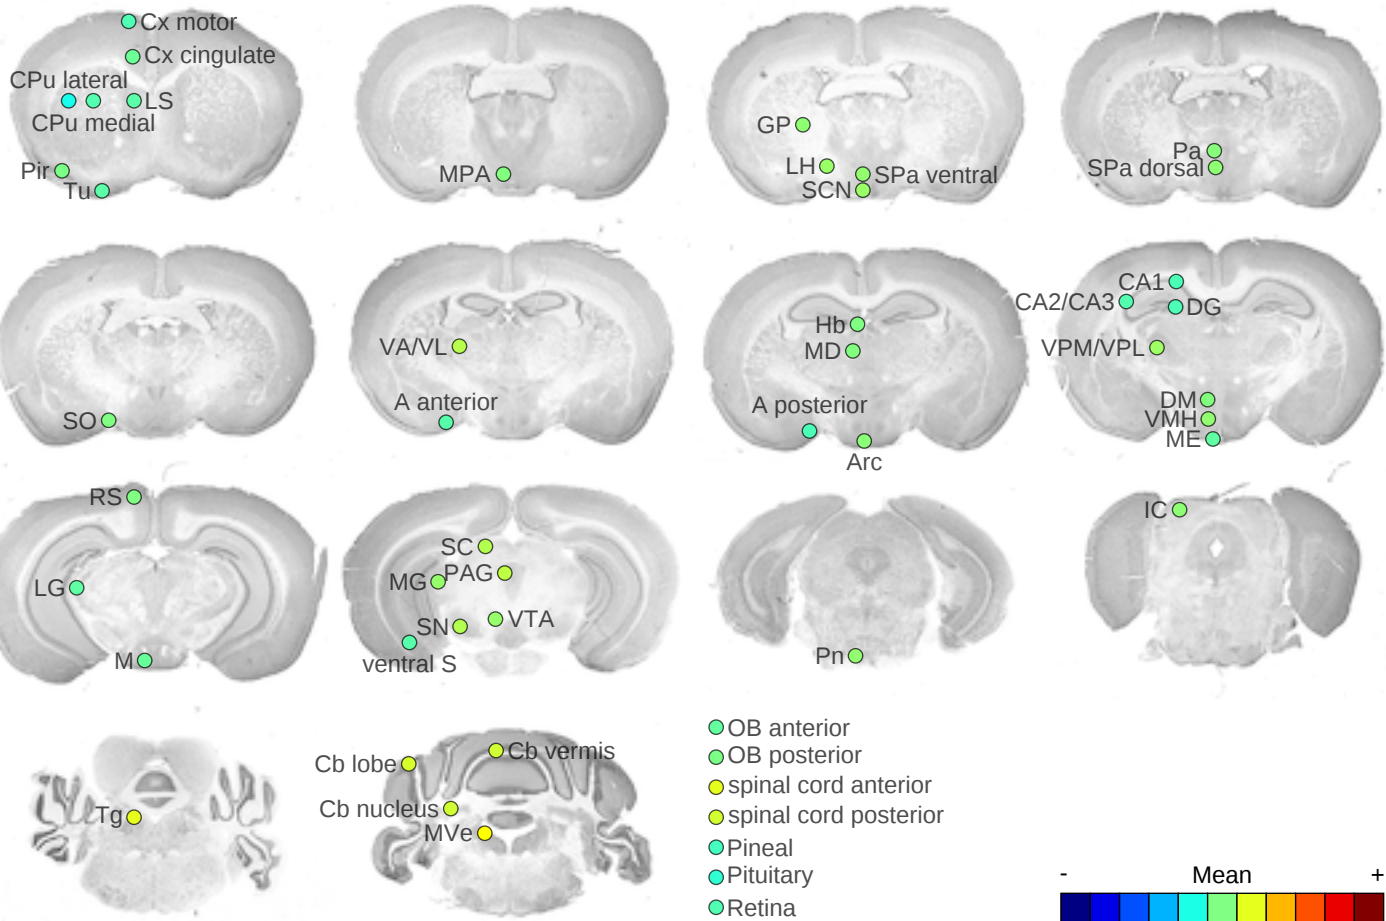 Cx motor
Cx cingulate
CPu lateral
LS
CPu medial
Pir
Tu
MPA
GP
LH
SPa ventral
SCN
Pa
SPa dorsal
SO
VA/VL
A anterior
Hb
MD
A posterior
Arc
CA1
CA2/CA3
DG
VPM/VPL
DM
VMH
ME
RS
LG
M
SC
PAG
MG
VTA
SN
ventral S
Pn
IC
Tg
Cb lobe
Cb vermis
Cb nucleus
MVe
OB anterior
OB posterior
spinal cord anterior
spinal cord posterior
Pineal
Pituitary
Retina
- Mean +